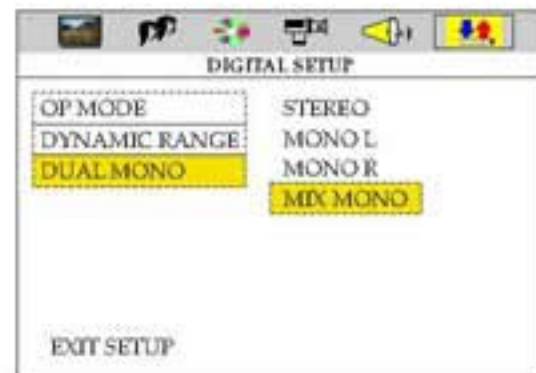 DIGITAL SETUP
OP MODE
DYNAMIC RANGE
DUAL MONO
STEREO
MONO L
MONO R
MIX MONO
EXIT SETUP